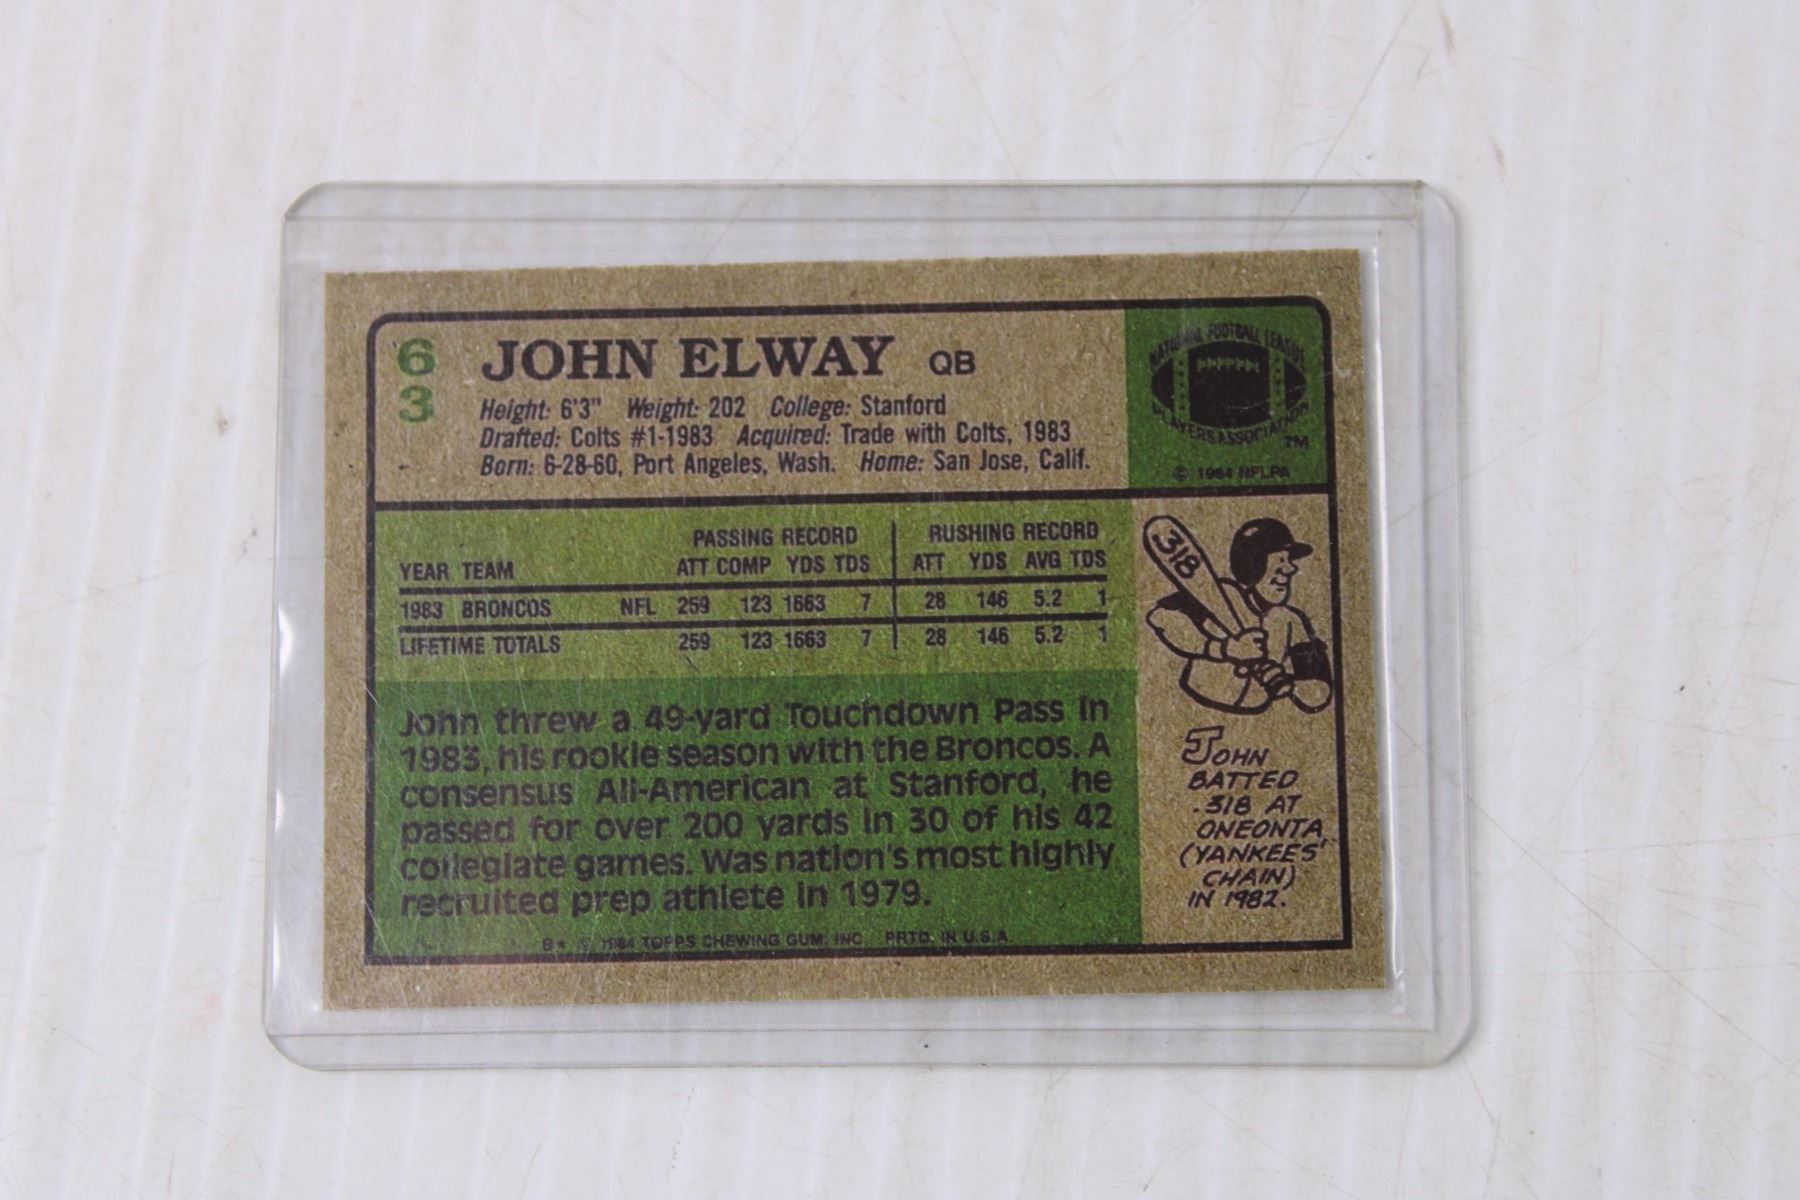 63
JOHN ELWAY QB
Height: 6'3" Weight: 202 College: Stanford
Drafted: Colts #1-1983 Acquired: Trade with Colts, 1983
Born: 6-28-60, Port Angeles, Wash. Home: San Jose, Calif.
NATIONAL FOOTBALL LEAGUE
PLAYERS ASSOCIATION
TM
© 1984 NFLPA
PASSING RECORD RUSHING RECORD
YEAR TEAM ATT COMP YDS TDS ATT YDS AVG TDS
1983 BRONCOS NFL 259 123 1663 7 28 146 5.2 1
LIFETIME TOTALS 259 123 1663 7 28 146 5.2 1
John threw a 49-yard Touchdown Pass in
1983, his rookie season with the Broncos. A
consensus All-American at Stanford, he
passed for over 200 yards in 30 of his 42
collegiate games. Was nation's most highly
recruited prep athlete in 1979.
B* © 1984 TOPPS CHEWING GUM, INC. PRTD. IN U.S.A.
.318
JOHN
BATTED
.318 AT
ONEONTA
(YANKEES'
CHAIN)
IN 1982.